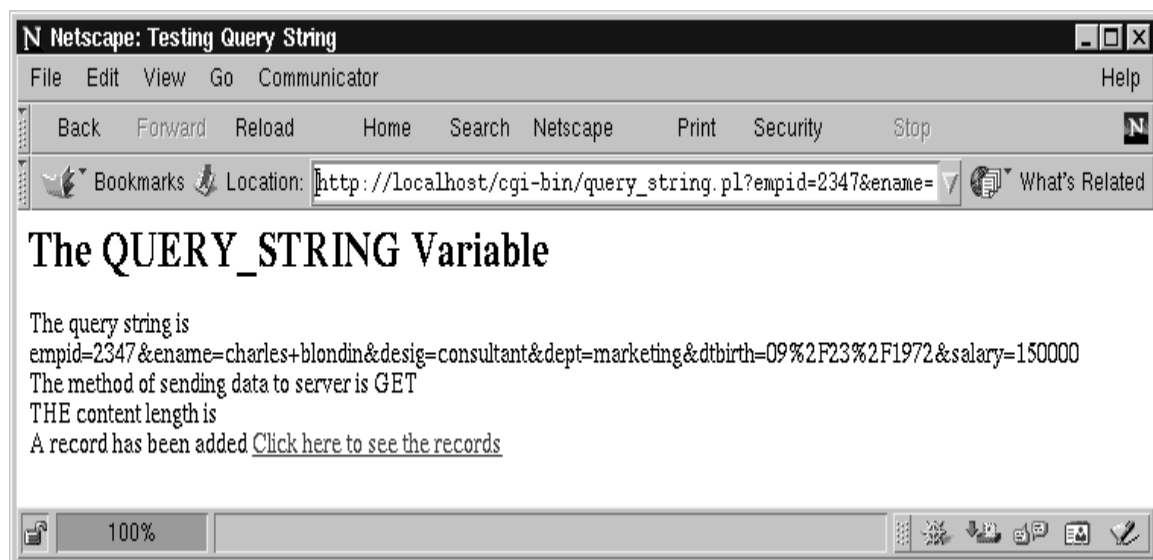 N Netscape: Testing Query String
File Edit View Go Communicator Help
Back Forward Reload Home Search Netscape Print Security Stop N
Bookmarks Location: http://localhost/cgi-bin/query_string.pl?empid=2347&ename= What's Related
The QUERY_STRING Variable
The query string is
empid=2347&ename=charles+blondin&desig=consultant&dept=marketing&dtbirth=09%2F23%2F1972&salary=150000
The method of sending data to server is GET
THE content length is
A record has been added Click here to see the records
100%